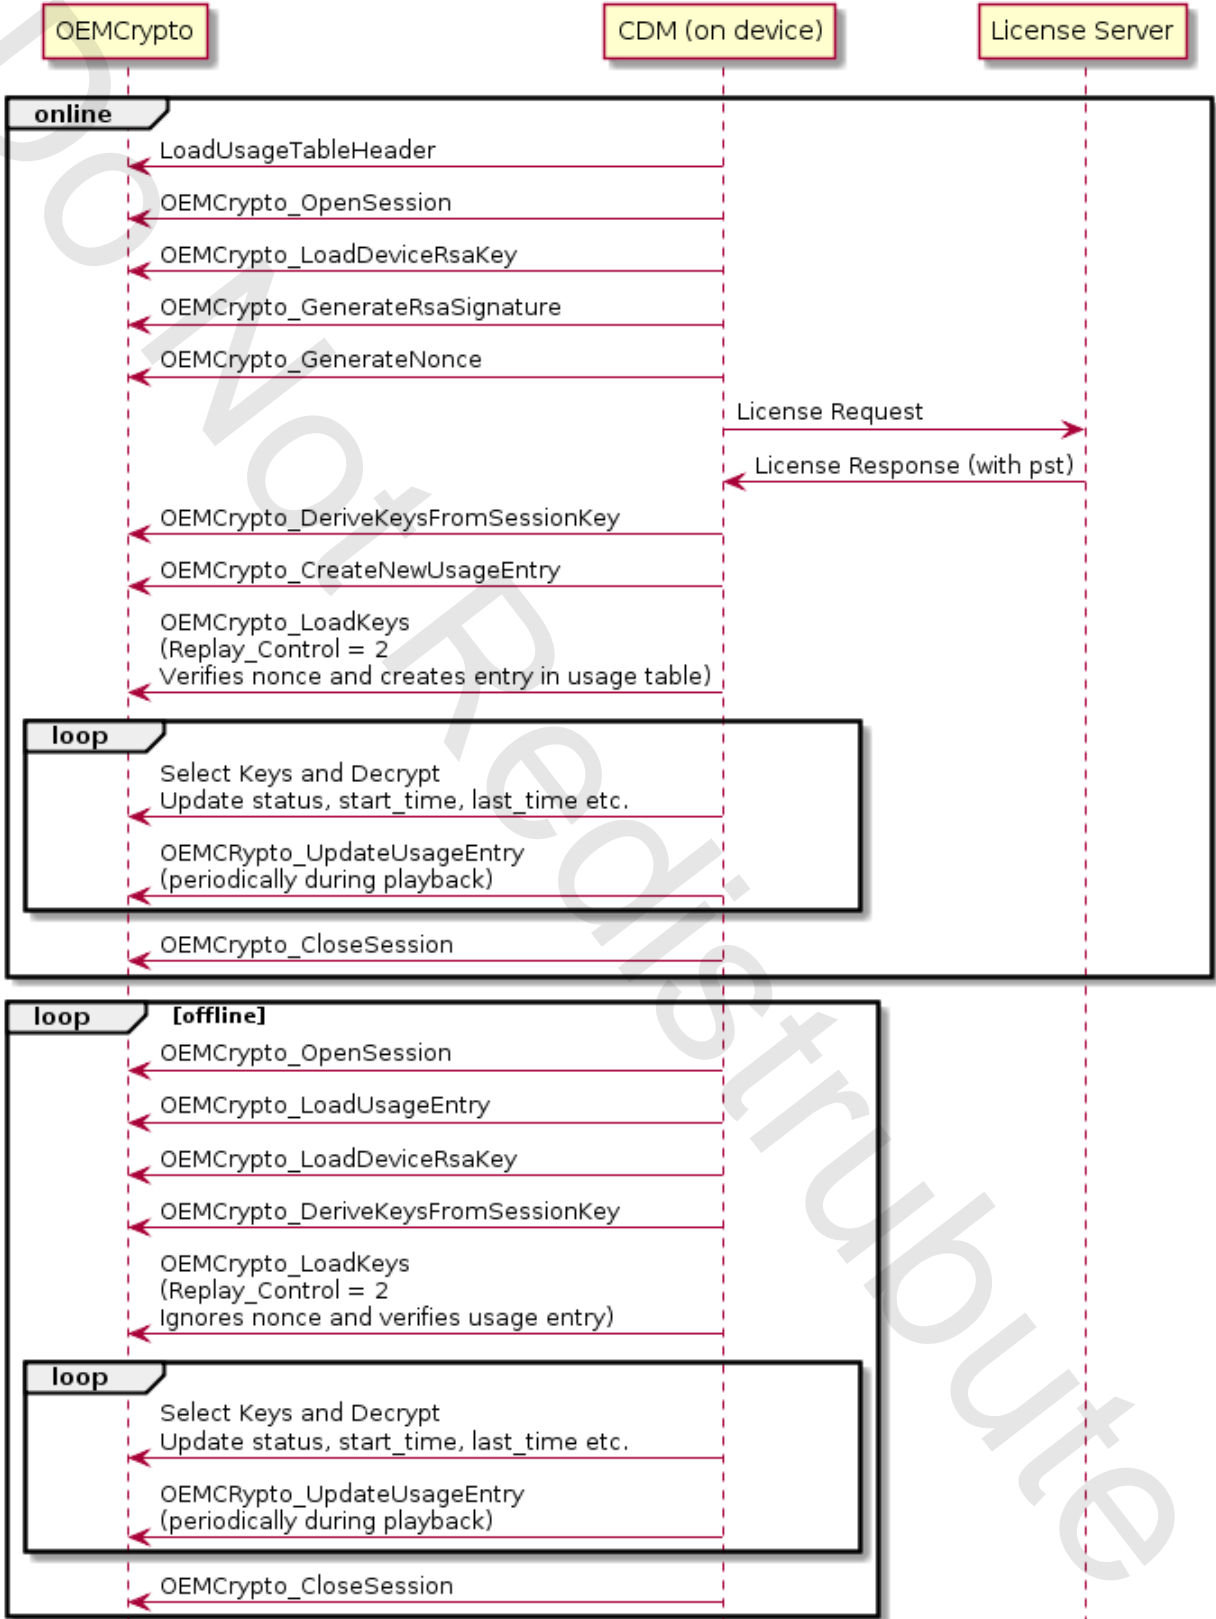 OEMCrypto
CDM (on device)
License Server
online
LoadUsageTableHeader
OEMCrypto_OpenSession
OEMCrypto_LoadDeviceRsaKey
OEMCrypto_GenerateRsaSignature
OEMCrypto_GenerateNonce
License Request
License Response (with pst)
OEMCrypto_DeriveKeysFromSessionKey
OEMCrypto_CreateNewUsageEntry
OEMCrypto_LoadKeys
(Replay_Control = 2
Verifies nonce and creates entry in usage table)
loop
Select Keys and Decrypt
Update status, start_time, last_time etc.
OEMCRypto_UpdateUsageEntry
(periodically during playback)
OEMCrypto_CloseSession
loop [offline]
OEMCrypto_OpenSession
OEMCrypto_LoadUsageEntry
OEMCrypto_LoadDeviceRsaKey
OEMCrypto_DeriveKeysFromSessionKey
OEMCrypto_LoadKeys
(Replay_Control = 2
Ignores nonce and verifies usage entry)
loop
Select Keys and Decrypt
Update status, start_time, last_time etc.
OEMCRypto_UpdateUsageEntry
(periodically during playback)
OEMCrypto_CloseSession
Do Not Redistrubute